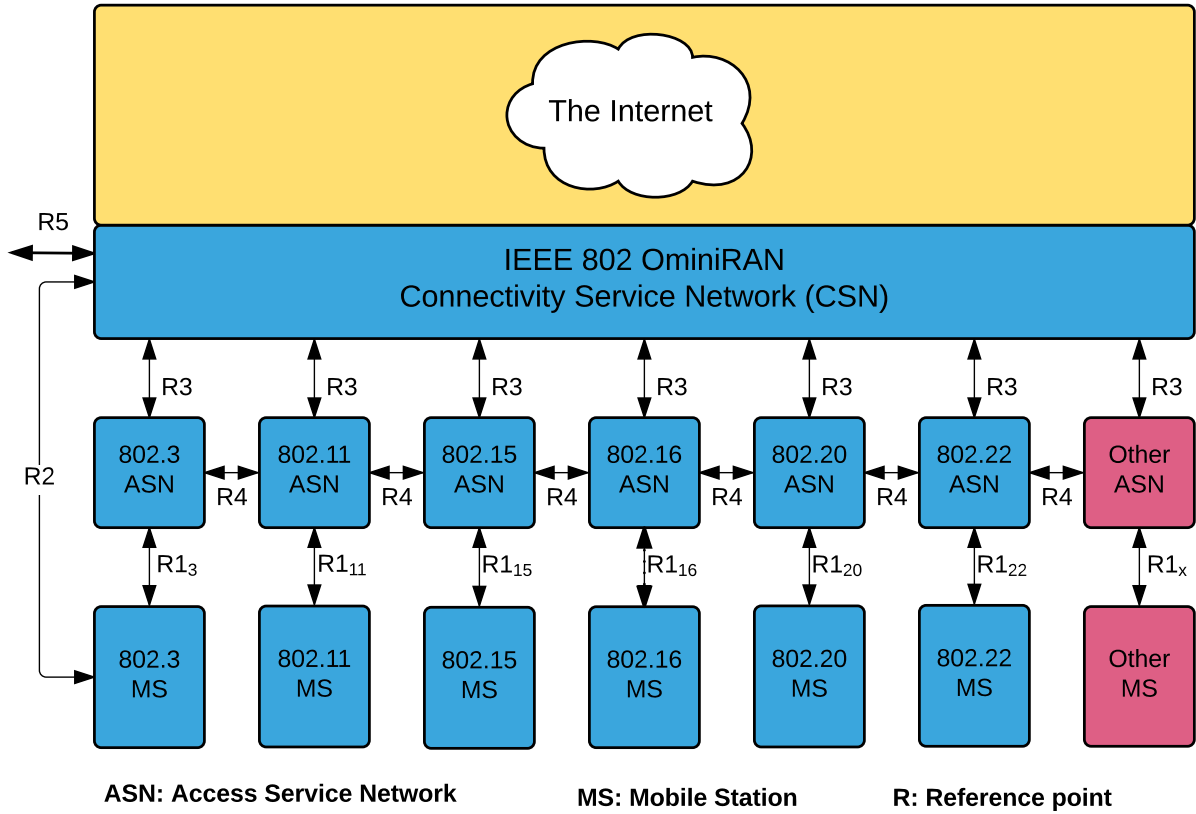 The Internet
R5
IEEE 802 OminiRAN
Connectivity Service Network (CSN)
R3 R3 R3 R3 R3 R3 R3
R2
802.3 802.11 802.15 802.16 802.20 802.22 Other
ASN ASN ASN ASN ASN ASN ASN
R4 R4 R4 R4 R4 R4
R1₃ R1₁₁ R1₁₅ R1₁₆ R1₂₀ R1₂₂ R1ₓ
802.3 802.11 802.15 802.16 802.20 802.22 Other
MS MS MS MS MS MS MS
ASN: Access Service Network MS: Mobile Station R: Reference point